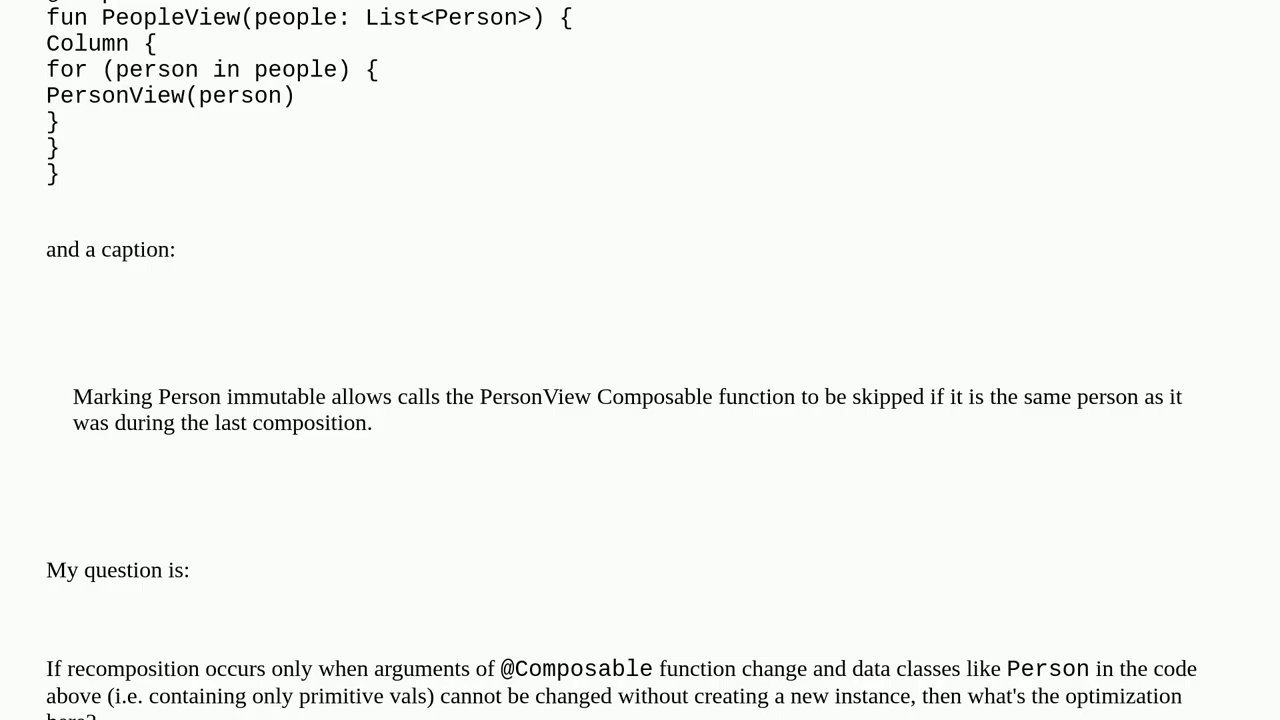 fun PeopleView(people: List<Person>) {
Column {
for (person in people) {
PersonView(person)
}
}
}
and a caption:
Marking Person immutable allows calls the PersonView Composable function to be skipped if it is the same person as it
was during the last composition.
My question is:
If recomposition occurs only when arguments of @Composable function change and data classes like Person in the code
above (i.e. containing only primitive vals) cannot be changed without creating a new instance, then what's the optimization
here?